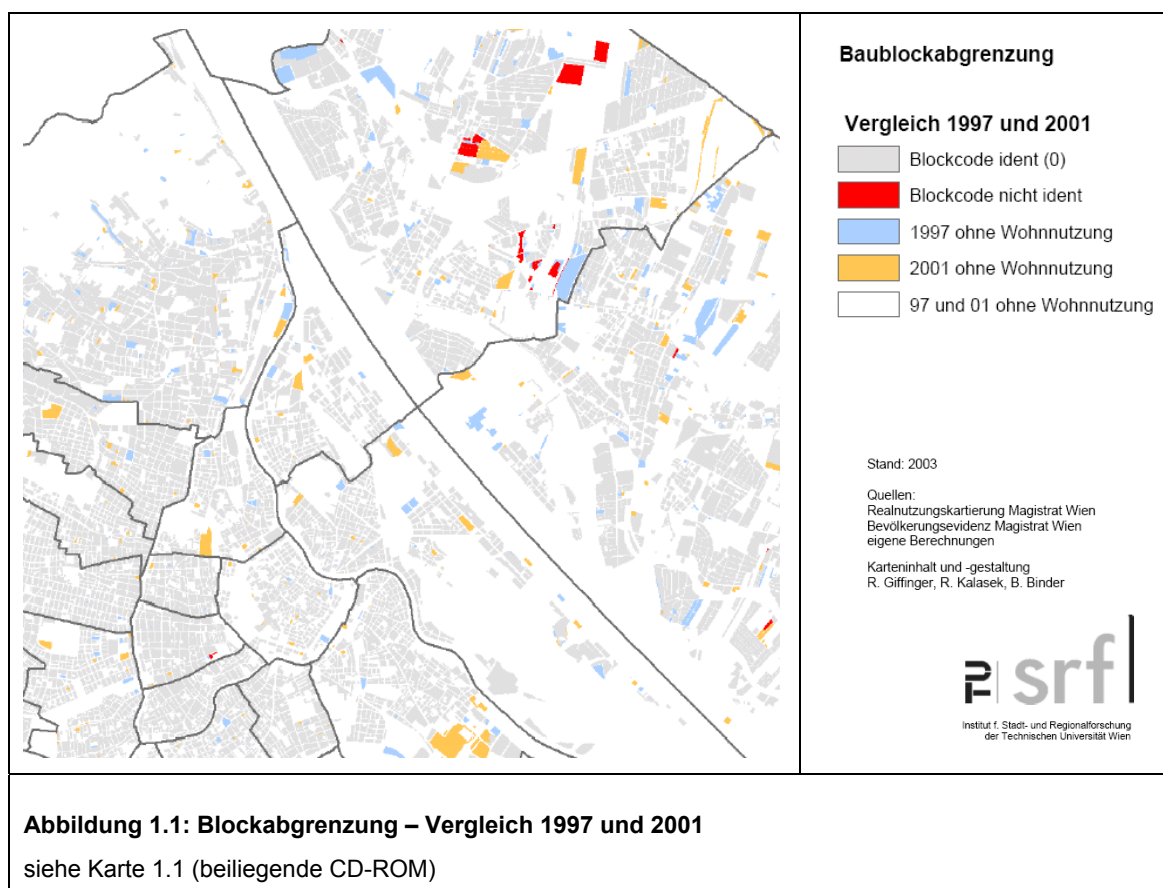 Baublockabgrenzung
Vergleich 1997 und 2001
Blockcode ident (0)
Blockcode nicht ident
1997 ohne Wohnnutzung
2001 ohne Wohnnutzung
97 und 01 ohne Wohnnutzung
Stand: 2003
Quellen:
Realnutzungskartierung Magistrat Wien
Bevölkerungsevidenz Magistrat Wien
eigene Berechnungen
Karteninhalt und -gestaltung
R. Giffinger, R. Kalasek, B. Binder
srf
Institut f. Stadt- und Regionalforschung
der Technischen Universität Wien
Abbildung 1.1: Blockabgrenzung – Vergleich 1997 und 2001
siehe Karte 1.1 (beiliegende CD-ROM)